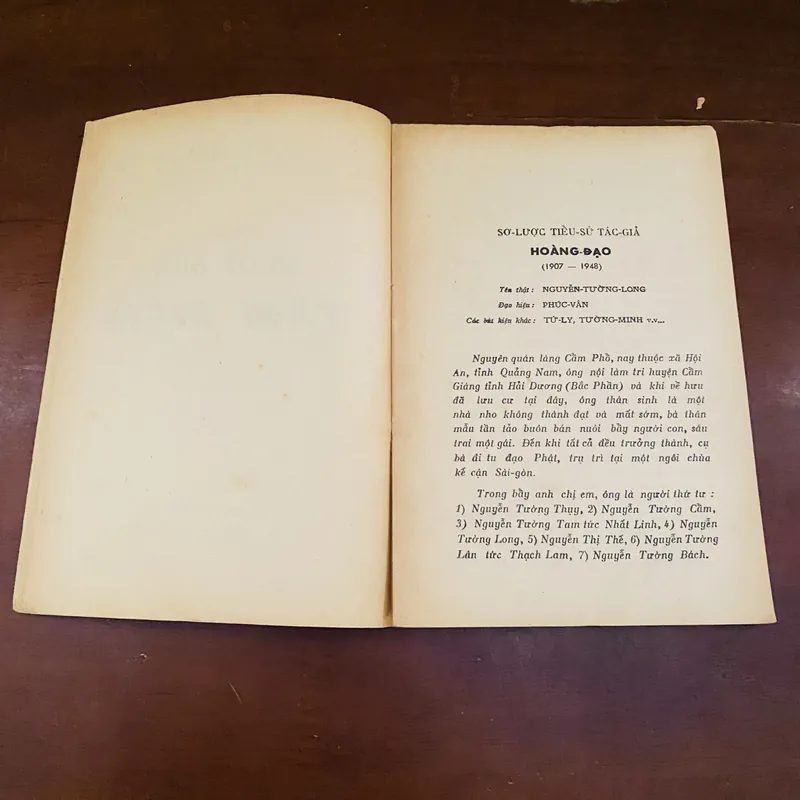 SƠ-LƯỢC TIỂU-SỬ TÁC-GIẢ
HOÀNG-ĐẠO
(1907 — 1948)
Tên thật : NGUYỄN-TƯỜNG-LONG
Đạo hiệu : PHÚC-VÂN
Các bút hiệu khác : TỨ-LY, TƯỜNG-MINH v.v...
Nguyên quán làng Cẩm Phô, nay thuộc xã Hội
An, tỉnh Quảng Nam, ông nội làm tri huyện Cẩm
Giàng tỉnh Hải Dương (Bắc Phần) và khi về hưu
đã lưu cư tại đây, ông thân sinh là một
nhà nho không thành đạt và mất sớm, bà thân
mẫu tần tảo buôn bán nuôi bầy người con, sáu
trai một gái. Đến khi tất cả đều trưởng thành, cụ
bà đi tu đạo Phật, trụ trì tại một ngôi chùa
kế cận Sài-gòn.
Trong bầy anh chị em, ông là người thứ tư :
1) Nguyễn Tường Thụy, 2) Nguyễn Tường Cẩm,
3) Nguyễn Tường Tam tức Nhất Linh, 4) Nguyễn
Tường Long, 5) Nguyễn Thị Thế, 6) Nguyễn Tường
Lân tức Thạch Lam, 7) Nguyễn Tường Bách.